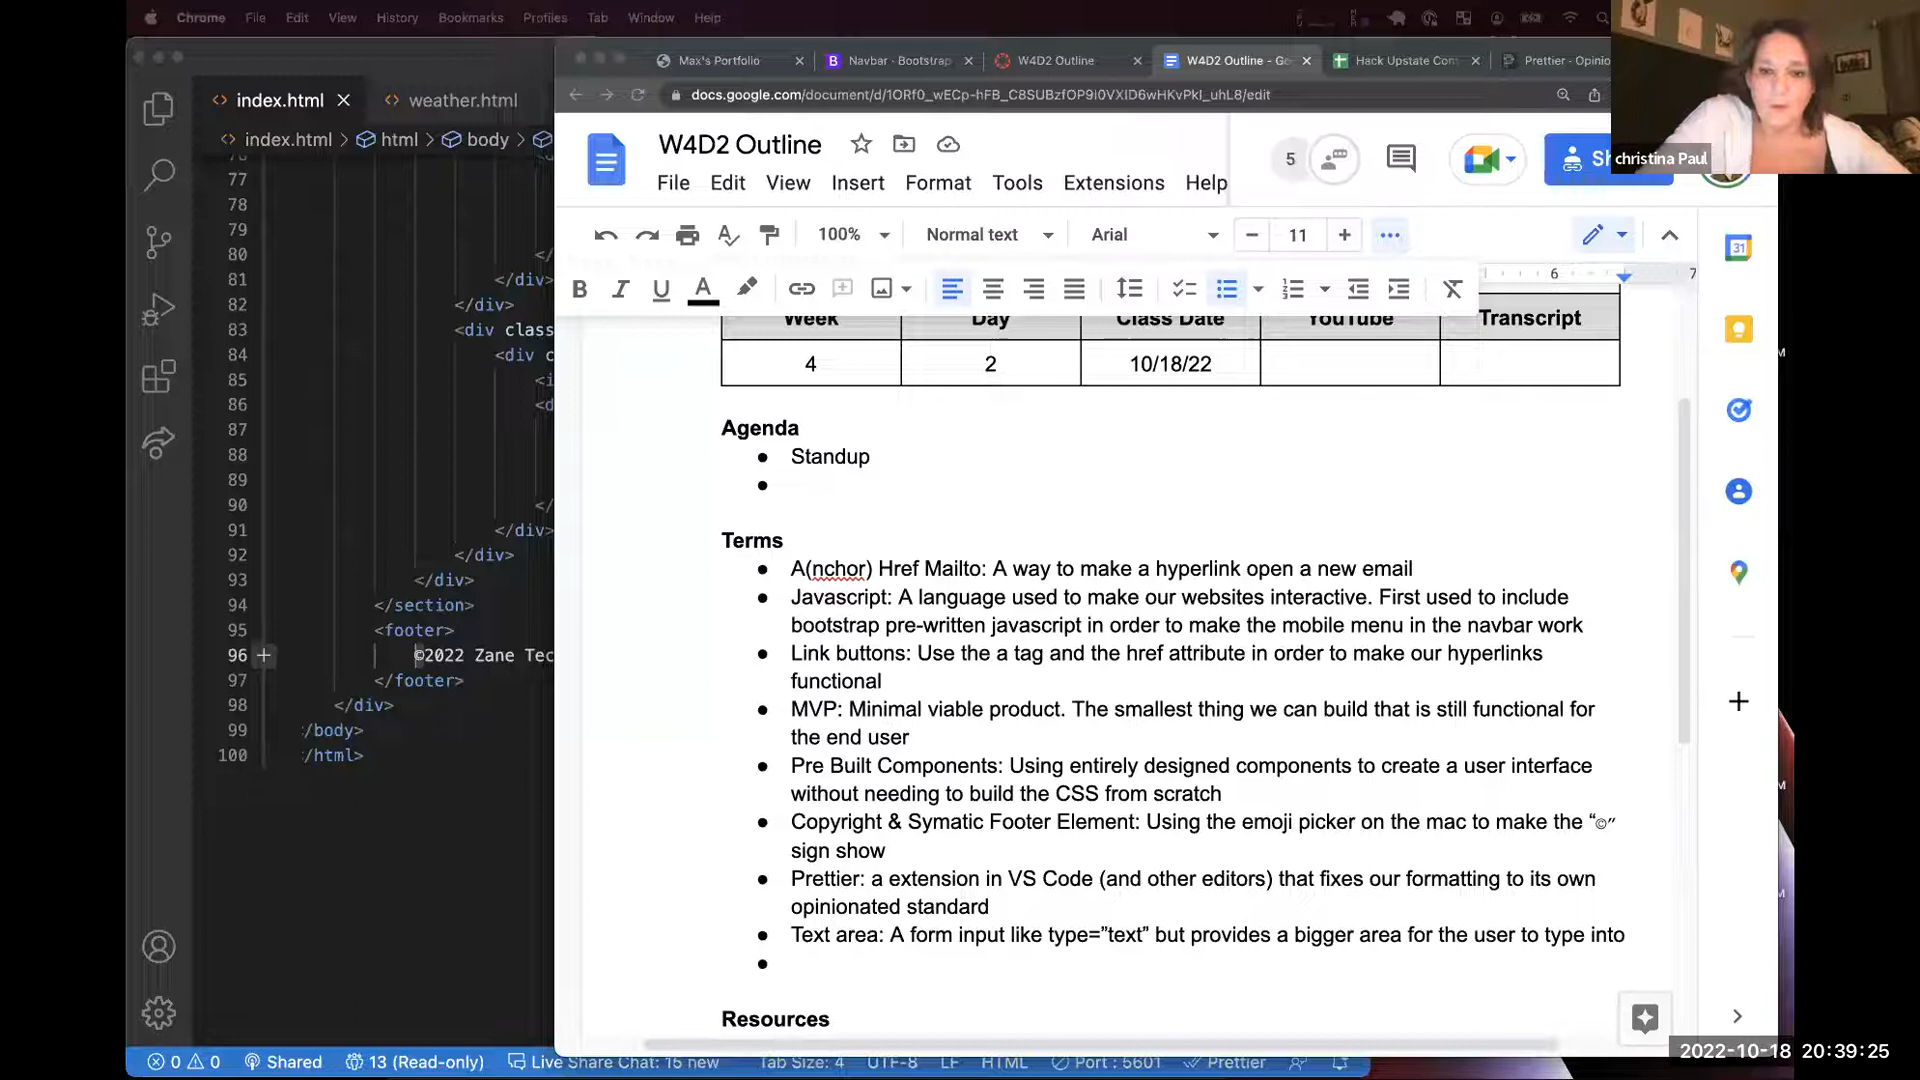 Chrome File Edit View History Bookmarks Profiles Tab Window Help
Max's Portfolio
Navbar · Bootstrap
W4D2 Outline
W4D2 Outline - Go
Hack Upstate Con
Prettier - Opinio
docs.google.com/document/d/1ORf0_wECp-hFB_C8SUBzfOP9i0VXID6wHKvPkI_uhL8/edit
christina Paul
index.html
weather.html
index.html > html > body >
77
78
79
80 </
81 </div>
82 </div>
83 <div class
84 <div c
85 <i
86 <d
87
88
89
90 </
91 </div>
92 </div>
93 </div>
94 </section>
95 <footer>
96 ©2022 Zane Tec
97 </footer>
98 </div>
99 </body>
100 </html>
W4D2 Outline
5
File Edit View Insert Format Tools Extensions Help
100% Normal text Arial 11
6 7
31
Week Day Class Date YouTube Transcript
4 2 10/18/22
Agenda
● Standup
●
Terms
● A(nchor) Href Mailto: A way to make a hyperlink open a new email
● Javascript: A language used to make our websites interactive. First used to include
bootstrap pre-written javascript in order to make the mobile menu in the navbar work
● Link buttons: Use the a tag and the href attribute in order to make our hyperlinks
functional
● MVP: Minimal viable product. The smallest thing we can build that is still functional for
the end user
● Pre Built Components: Using entirely designed components to create a user interface
without needing to build the CSS from scratch
● Copyright & Symatic Footer Element: Using the emoji picker on the mac to make the “©”
sign show
● Prettier: a extension in VS Code (and other editors) that fixes our formatting to its own
opinionated standard
● Text area: A form input like type=”text” but provides a bigger area for the user to type into
●
Resources
0 0 Shared 13 (Read-only) Live Share Chat: 15 new Tab Size: 4 UTF-8 LF HTML Port : 5601 Prettier
2022-10-18 20:39:25